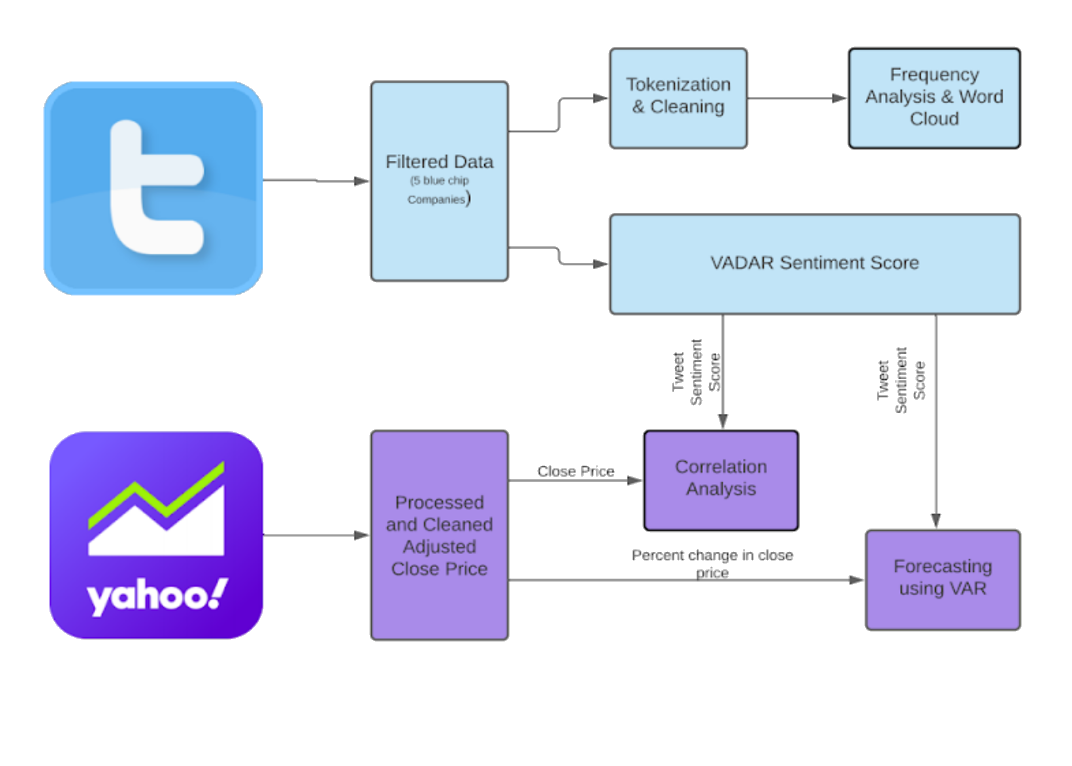 t
Filtered Data
(5 blue chip
Companies)
Tokenization
& Cleaning
Frequency
Analysis & Word
Cloud
VADAR Sentiment Score
Tweet
Sentiment
Score
Tweet
Sentiment
Score
yahoo!
Processed
and Cleaned
Adjusted
Close Price
Close Price
Correlation
Analysis
Percent change in close
price
Forecasting
using VAR